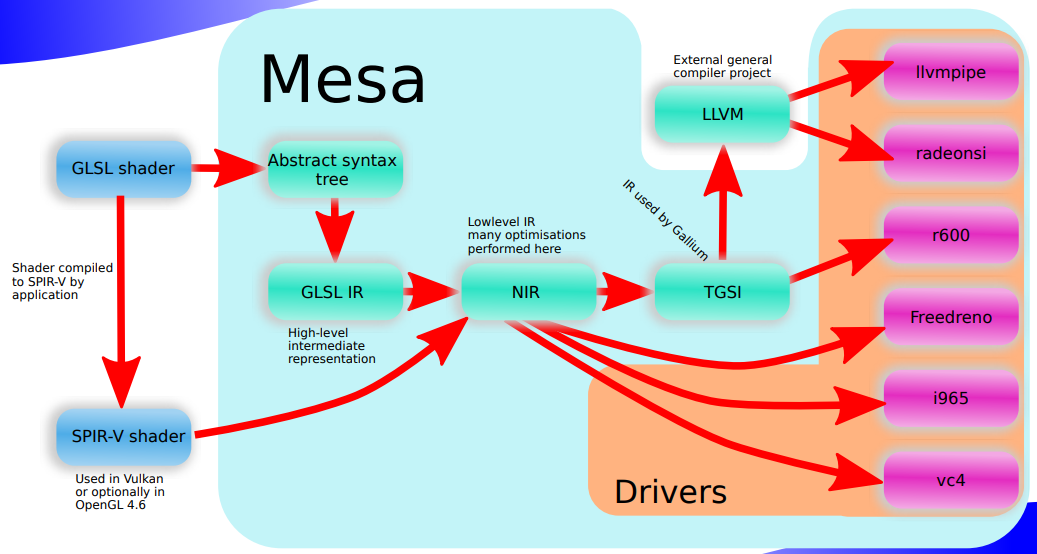 Mesa
External general
compiler project
LLVM
llvmpipe
radeonsi
GLSL shader
Abstract syntax
tree
IR used by Gallium
r600
Lowlevel IR
many optimisations
performed here
Shader compiled
to SPIR-V by
application
GLSL IR
NIR
TGSI
Freedreno
High-level
intermediate
representation
i965
SPIR-V shader
Used in Vulkan
or optionally in
OpenGL 4.6
Drivers
vc4